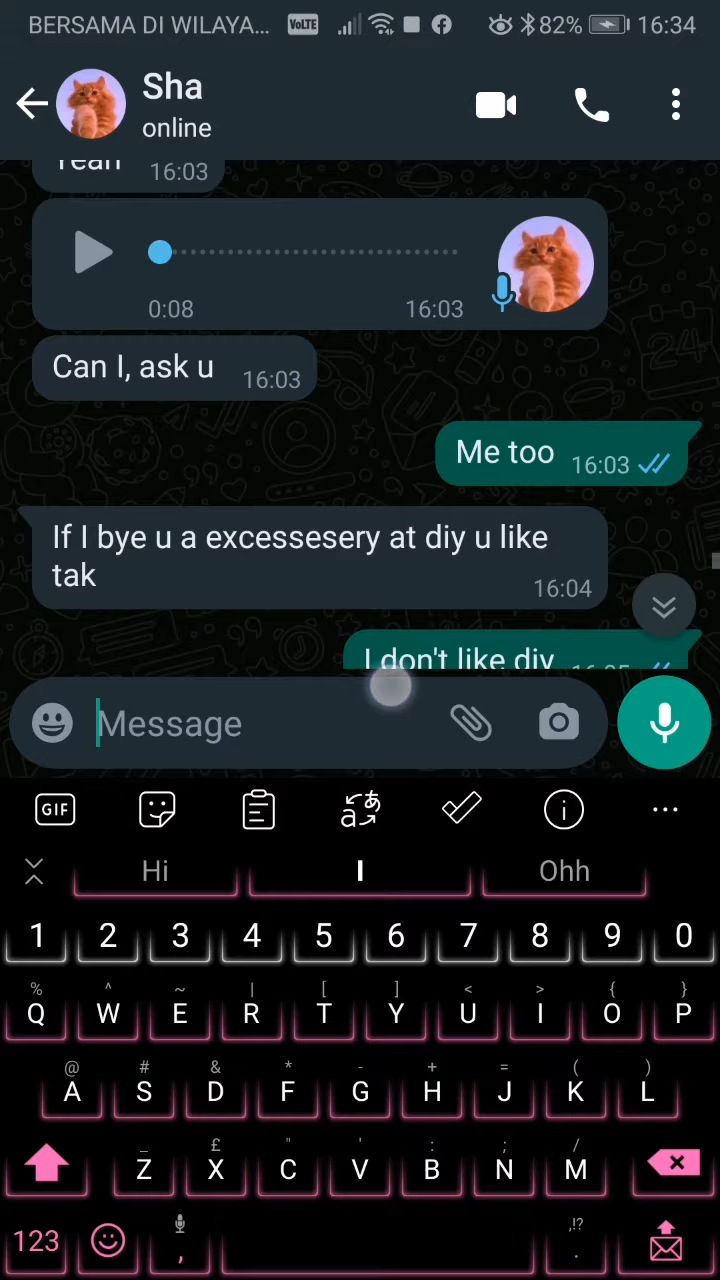 BERSAMA DI WILAYA... VoLTE 82% 16:34
Sha
online
Yeah 16:03
0:08 16:03
Can I, ask u 16:03
Me too 16:03
If I bye u a excessesery at diy u like
tak 16:04
I don't like diy
Message
GIF
Hi I Ohh
1 2 3 4 5 6 7 8 9 0
% ^ ~ | [ ] < > { }
Q W E R T Y U I O P
@ # & * - + = ( )
A S D F G H J K L
_ £ " ' : ; /
Z X C V B N M
123 , ,!? .